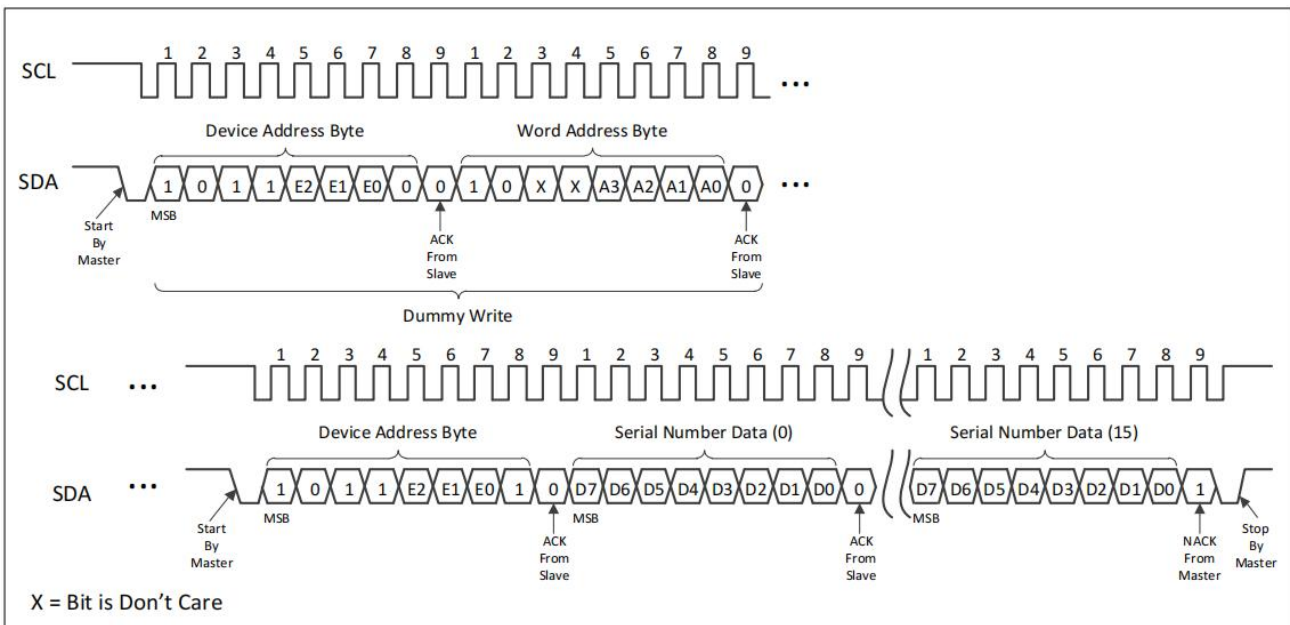 1 2 3 4 5 6 7 8 9 1 2 3 4 5 6 7 8 9
SCL ...
Device Address Byte Word Address Byte
SDA 1 0 1 1 E2 E1 E0 0 0 1 0 X X A3 A2 A1 A0 0 ...
MSB
Start By Master
ACK From Slave
ACK From Slave
Dummy Write
1 2 3 4 5 6 7 8 9 1 2 3 4 5 6 7 8 9 1 2 3 4 5 6 7 8 9
SCL ...
Device Address Byte Serial Number Data (0) Serial Number Data (15)
SDA ... 1 0 1 1 E2 E1 E0 1 0 D7 D6 D5 D4 D3 D2 D1 D0 0 D7 D6 D5 D4 D3 D2 D1 D0 1
MSB MSB MSB
Start By Master
ACK From Slave
ACK From Slave
NACK From Master
Stop By Master
X = Bit is Don’t Care